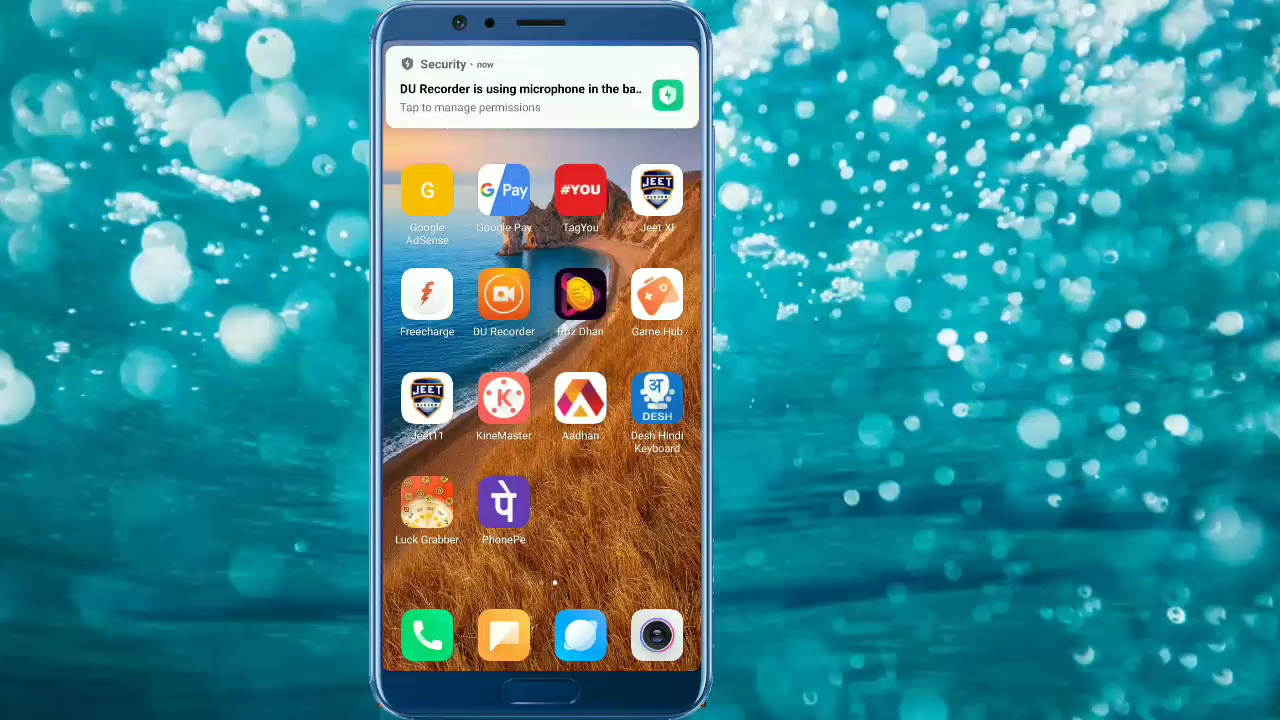 Security · now
DU Recorder is using microphone in the ba..
Tap to manage permissions
G
G Pay
#YOU
JEET
Google AdSense
Google Pay
TagYou
Jeet XI
Freecharge
DU Recorder
Roz Dhan
Game Hub
JEET
K
अ
DESH
Jeet11
KineMaster
Aadhan
Desh Hindi
Keyboard
पे
Luck Grabber
PhonePe